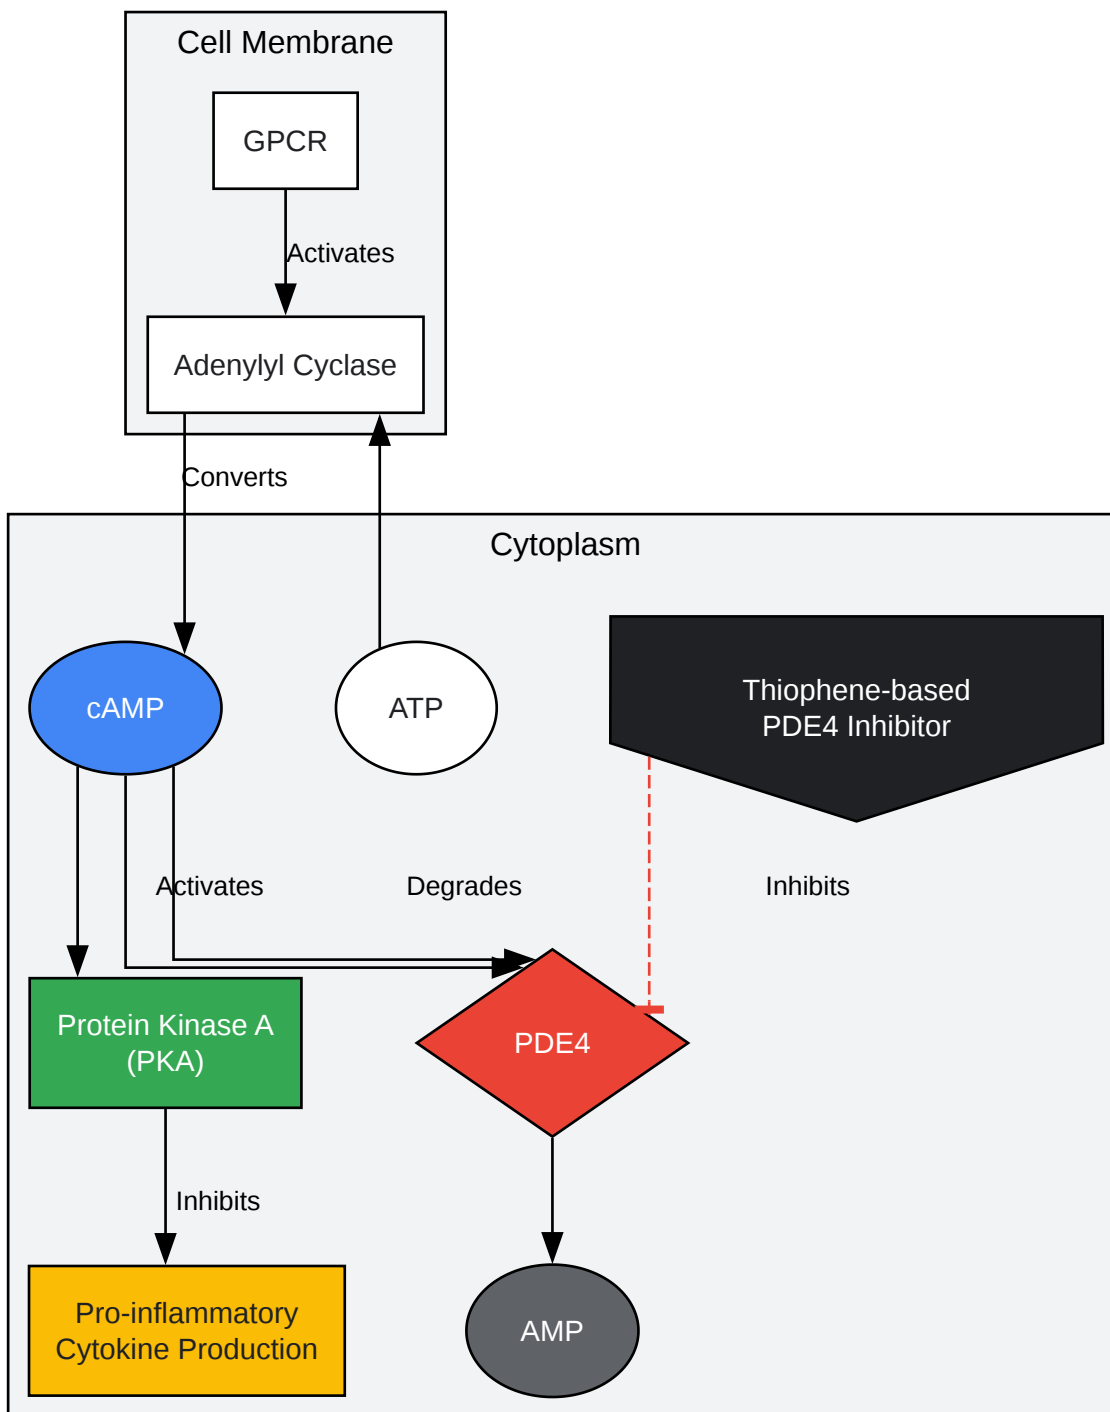 Cell Membrane
GPCR
Activates
Adenylyl Cyclase
Converts
Cytoplasm
cAMP
ATP
Thiophene-based
PDE4 Inhibitor
Activates
Degrades
Inhibits
Protein Kinase A
(PKA)
PDE4
Inhibits
Pro-inflammatory
Cytokine Production
AMP